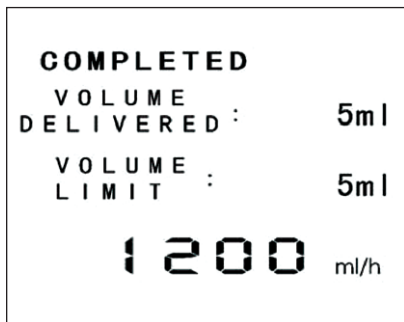 COMPLETED
VOLUME
DELIVERED : 5ml
VOLUME
LIMIT : 5ml
1200 ml/h